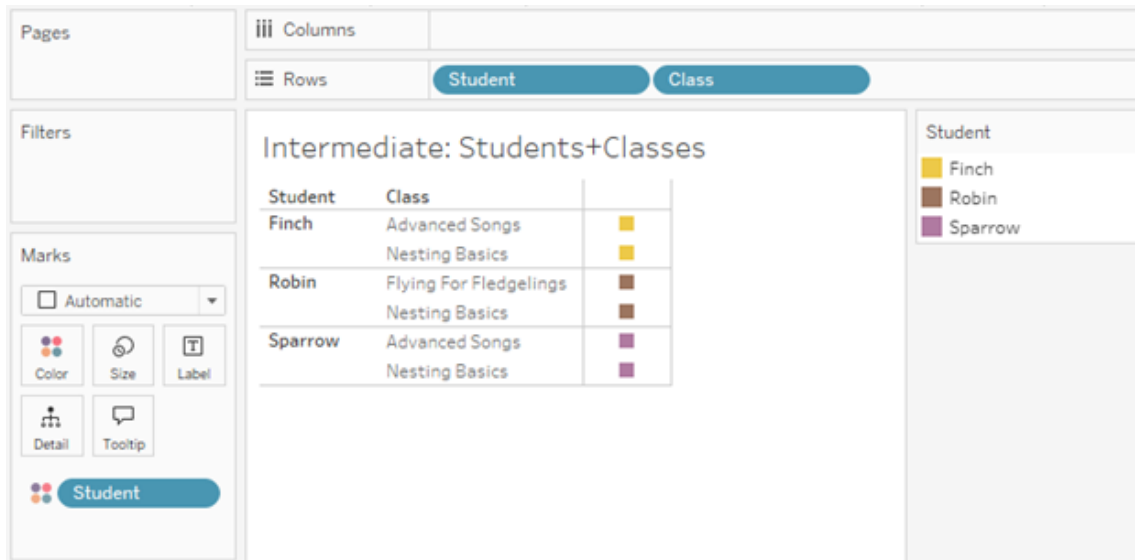 Pages
Columns
Rows Student Class
Filters
Intermediate: Students+Classes
Student Class
Finch Advanced Songs
Nesting Basics
Robin Flying For Fledgelings
Nesting Basics
Sparrow Advanced Songs
Nesting Basics
Student
Finch
Robin
Sparrow
Marks
Automatic
Color Size Label
Detail Tooltip
Student